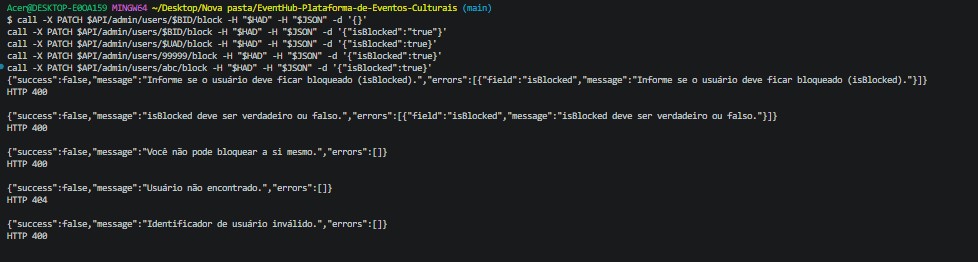 Acer@DESKTOP-E0OA159 MINGW64 ~/Desktop/Nova pasta/EventHub-Plataforma-de-Eventos-Culturais (main)
$ call -X PATCH $API/admin/users/$BID/block -H "$HAD" -H "$JSON" -d '{}'
call -X PATCH $API/admin/users/$BID/block -H "$HAD" -H "$JSON" -d '{"isBlocked":"true"}'
call -X PATCH $API/admin/users/$UAD/block -H "$HAD" -H "$JSON" -d '{"isBlocked":true}'
call -X PATCH $API/admin/users/99999/block -H "$HAD" -H "$JSON" -d '{"isBlocked":true}'
call -X PATCH $API/admin/users/abc/block -H "$HAD" -H "$JSON" -d '{"isBlocked":true}'
{"success":false,"message":"Informe se o usuário deve ficar bloqueado (isBlocked).","errors":[{"field":"isBlocked","message":"Informe se o usuário deve ficar bloqueado (isBlocked)."}]}
HTTP 400
{"success":false,"message":"isBlocked deve ser verdadeiro ou falso.","errors":[{"field":"isBlocked","message":"isBlocked deve ser verdadeiro ou falso."}]}
HTTP 400
{"success":false,"message":"Você não pode bloquear a si mesmo.","errors":[]}
HTTP 400
{"success":false,"message":"Usuário não encontrado.","errors":[]}
HTTP 404
{"success":false,"message":"Identificador de usuário inválido.","errors":[]}
HTTP 400